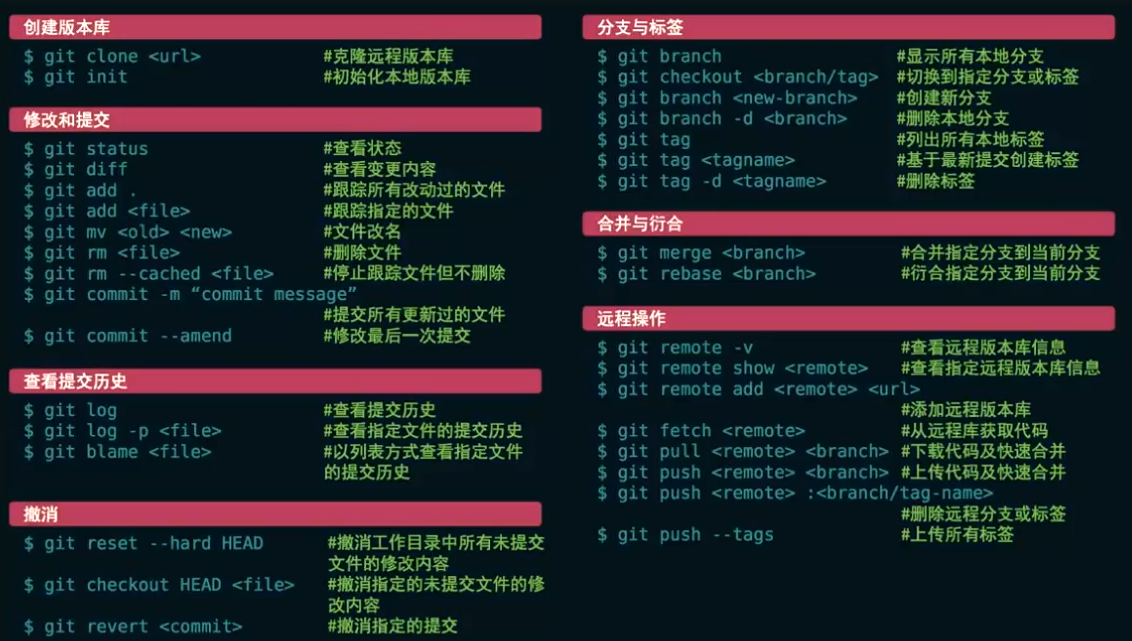 创建版本库
$ git clone <url> #克隆远程版本库
$ git init #初始化本地版本库
修改和提交
$ git status #查看状态
$ git diff #查看变更内容
$ git add . #跟踪所有改动过的文件
$ git add <file> #跟踪指定的文件
$ git mv <old> <new> #文件改名
$ git rm <file> #删除文件
$ git rm --cached <file> #停止跟踪文件但不删除
$ git commit -m “commit message”
#提交所有更新过的文件
$ git commit --amend #修改最后一次提交
查看提交历史
$ git log #查看提交历史
$ git log -p <file> #查看指定文件的提交历史
$ git blame <file> #以列表方式查看指定文件
的提交历史
撤消
$ git reset --hard HEAD #撤消工作目录中所有未提交
文件的修改内容
$ git checkout HEAD <file> #撤消指定的未提交文件的修
改内容
$ git revert <commit> #撤消指定的提交
分支与标签
$ git branch #显示所有本地分支
$ git checkout <branch/tag> #切换到指定分支或标签
$ git branch <new-branch> #创建新分支
$ git branch -d <branch> #删除本地分支
$ git tag #列出所有本地标签
$ git tag <tagname> #基于最新提交创建标签
$ git tag -d <tagname> #删除标签
合并与衍合
$ git merge <branch> #合并指定分支到当前分支
$ git rebase <branch> #衍合指定分支到当前分支
远程操作
$ git remote -v #查看远程版本库信息
$ git remote show <remote> #查看指定远程版本库信息
$ git remote add <remote> <url>
#添加远程版本库
$ git fetch <remote> #从远程库获取代码
$ git pull <remote> <branch> #下载代码及快速合并
$ git push <remote> <branch> #上传代码及快速合并
$ git push <remote> :<branch/tag-name>
#删除远程分支或标签
$ git push --tags #上传所有标签